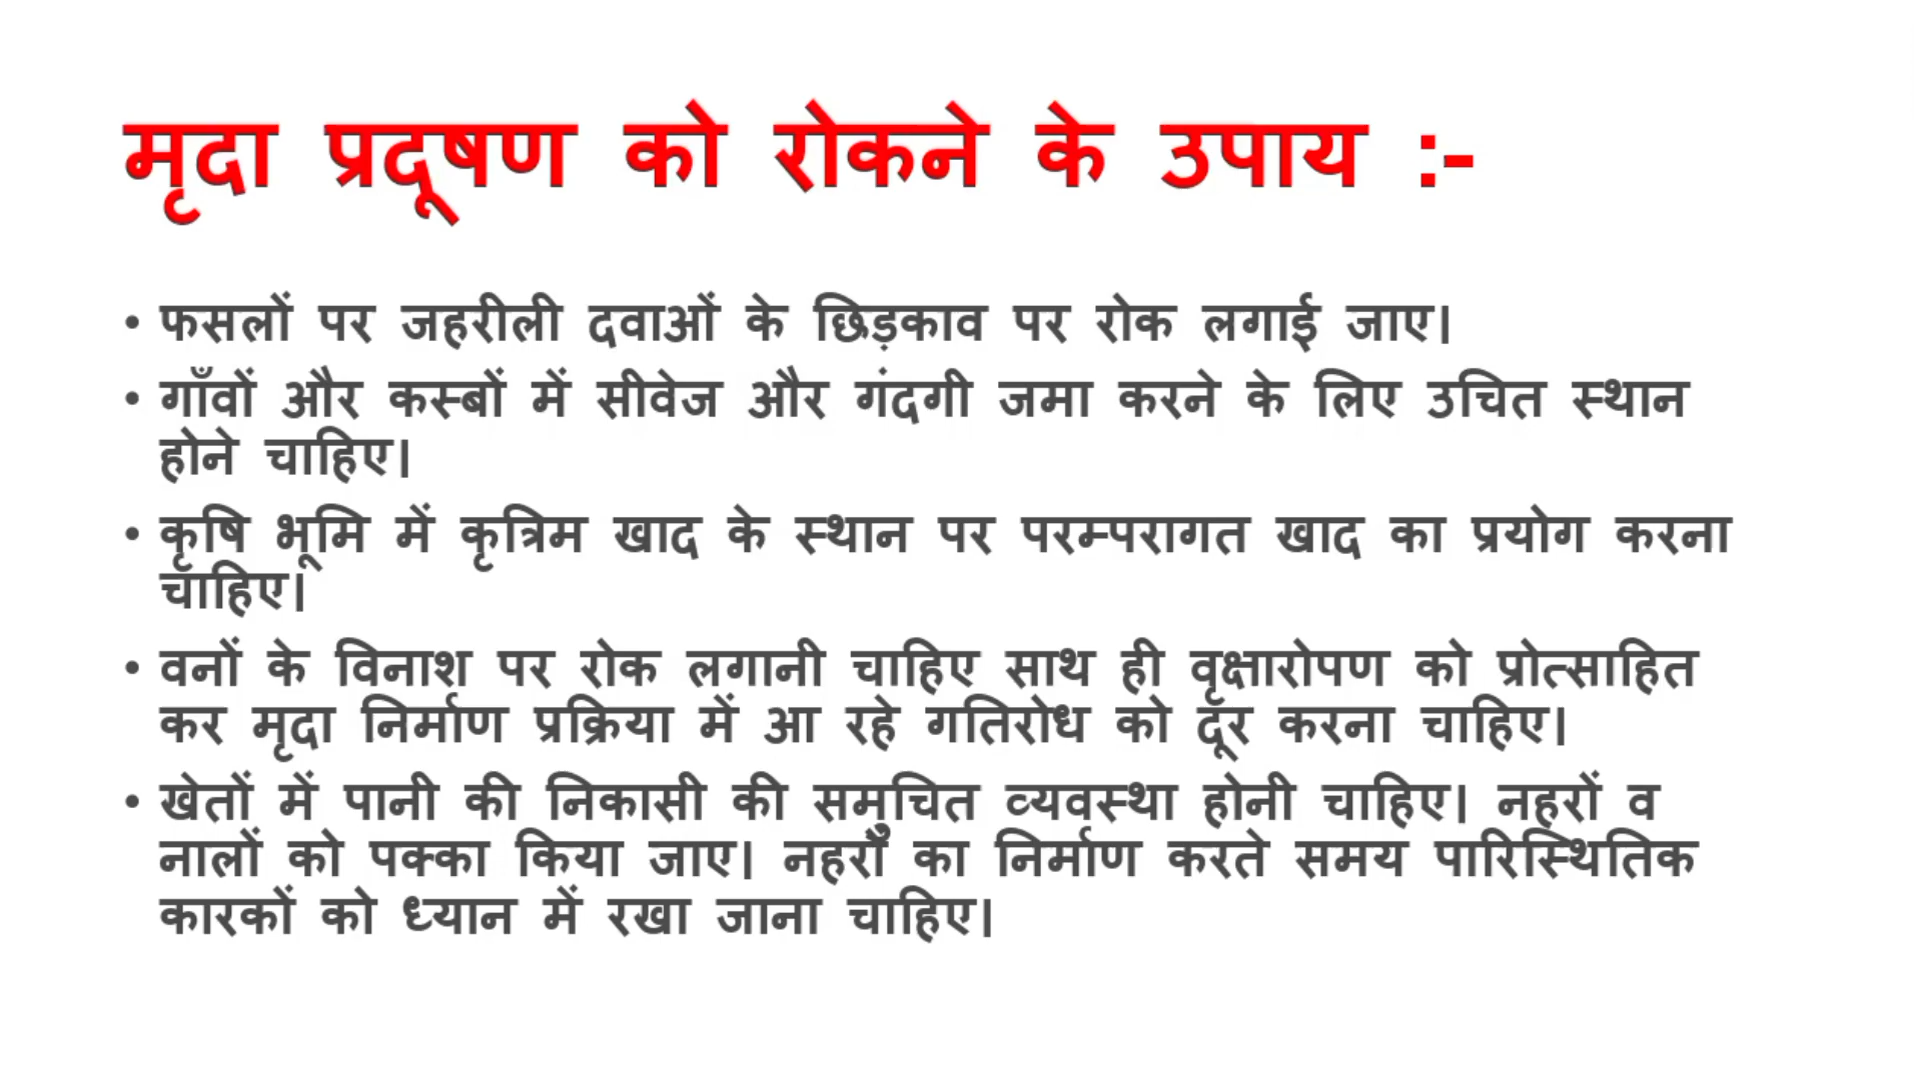 मृदा प्रदूषण को रोकने के उपाय :-
• फसलों पर जहरीली दवाओं के छिड़काव पर रोक लगाई जाए।
• गाँवों और कस्बों में सीवेज और गंदगी जमा करने के लिए उचित स्थान
होने चाहिए।
• कृषि भूमि में कृत्रिम खाद के स्थान पर परम्परागत खाद का प्रयोग करना
चाहिए।
• वनों के विनाश पर रोक लगानी चाहिए साथ ही वृक्षारोपण को प्रोत्साहित
कर मृदा निर्माण प्रक्रिया में आ रहे गतिरोध को दूर करना चाहिए।
• खेतों में पानी की निकासी की समुचित व्यवस्था होनी चाहिए। नहरों व
नालों को पक्का किया जाए। नहरों का निर्माण करते समय पारिस्थितिक
कारकों को ध्यान में रखा जाना चाहिए।